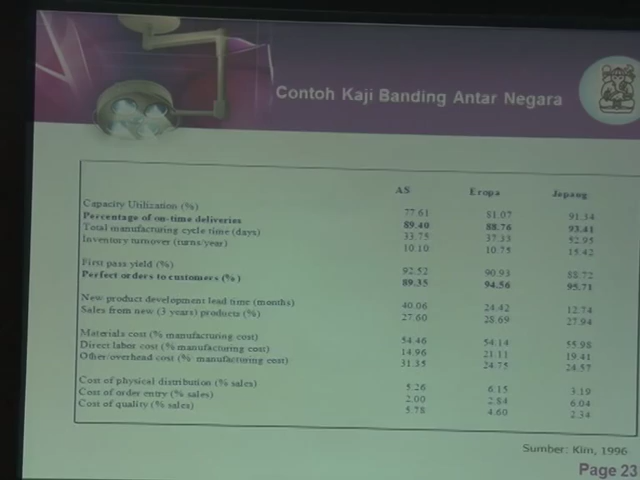 Contoh Kaji Banding Antar Negara
AS Eropa Jepang
Capacity Utilization (%) 77.61 81.07 91.34
Percentage of on-time deliveries 89.40 88.76 93.41
Total manufacturing cycle time (days) 33.75 37.33 52.95
Inventory turnover (turns/year) 10.10 10.75 15.42
First pass yield (%) 92.52 90.93 88.72
Perfect orders to customers (%) 89.35 94.56 95.71
New product development lead time (months) 40.06 24.42 12.74
Sales from new (3 years) products (%) 27.60 28.69 27.94
Materials cost (% manufacturing cost) 54.46 54.14 55.98
Direct labor cost (% manufacturing cost) 14.96 21.11 19.41
Other/overhead cost (% manufacturing cost) 31.35 24.75 24.57
Cost of physical distribution (% sales) 5.26 6.15 3.19
Cost of order entry (% sales) 2.00 2.84 6.04
Cost of quality (% sales) 5.78 4.60 2.34
Sumber: Kim, 1996
Page 23